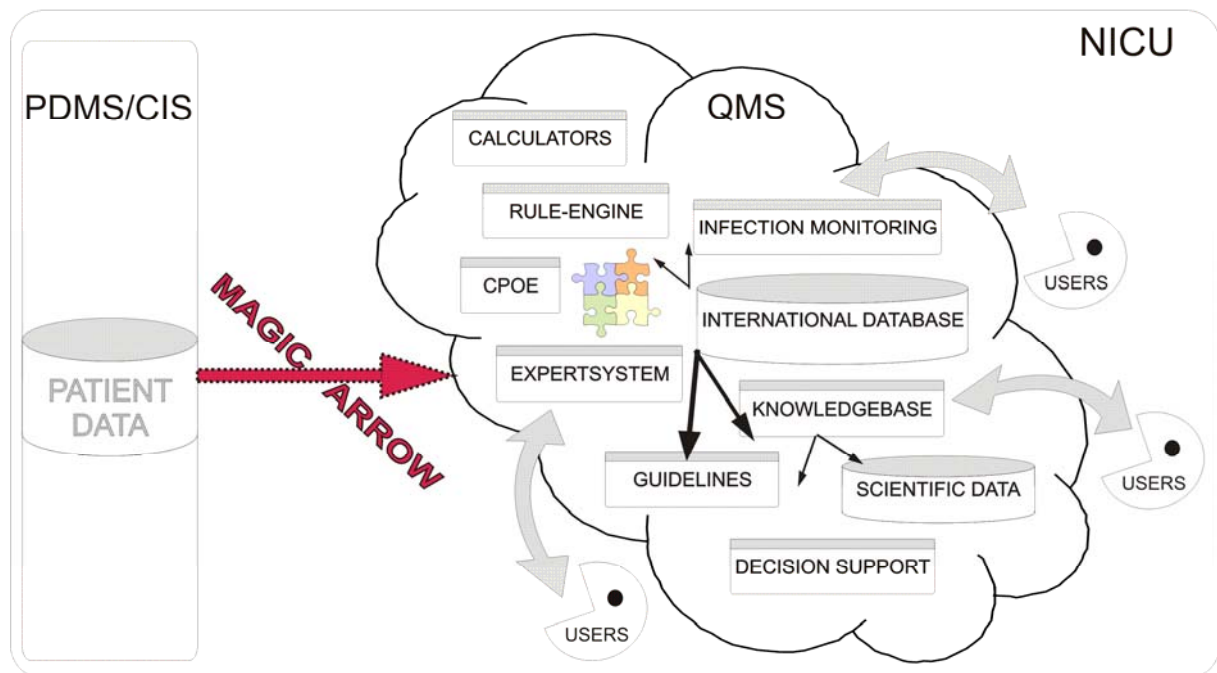 NICU
PDMS/CIS
QMS
CALCULATORS
RULE-ENGINE
INFECTION MONITORING
CPOE
USERS
INTERNATIONAL DATABASE
MAGIC ARROW
PATIENT
DATA
EXPERTSYSTEM
KNOWLEDGEBASE
GUIDELINES
SCIENTIFIC DATA
USERS
DECISION SUPPORT
USERS